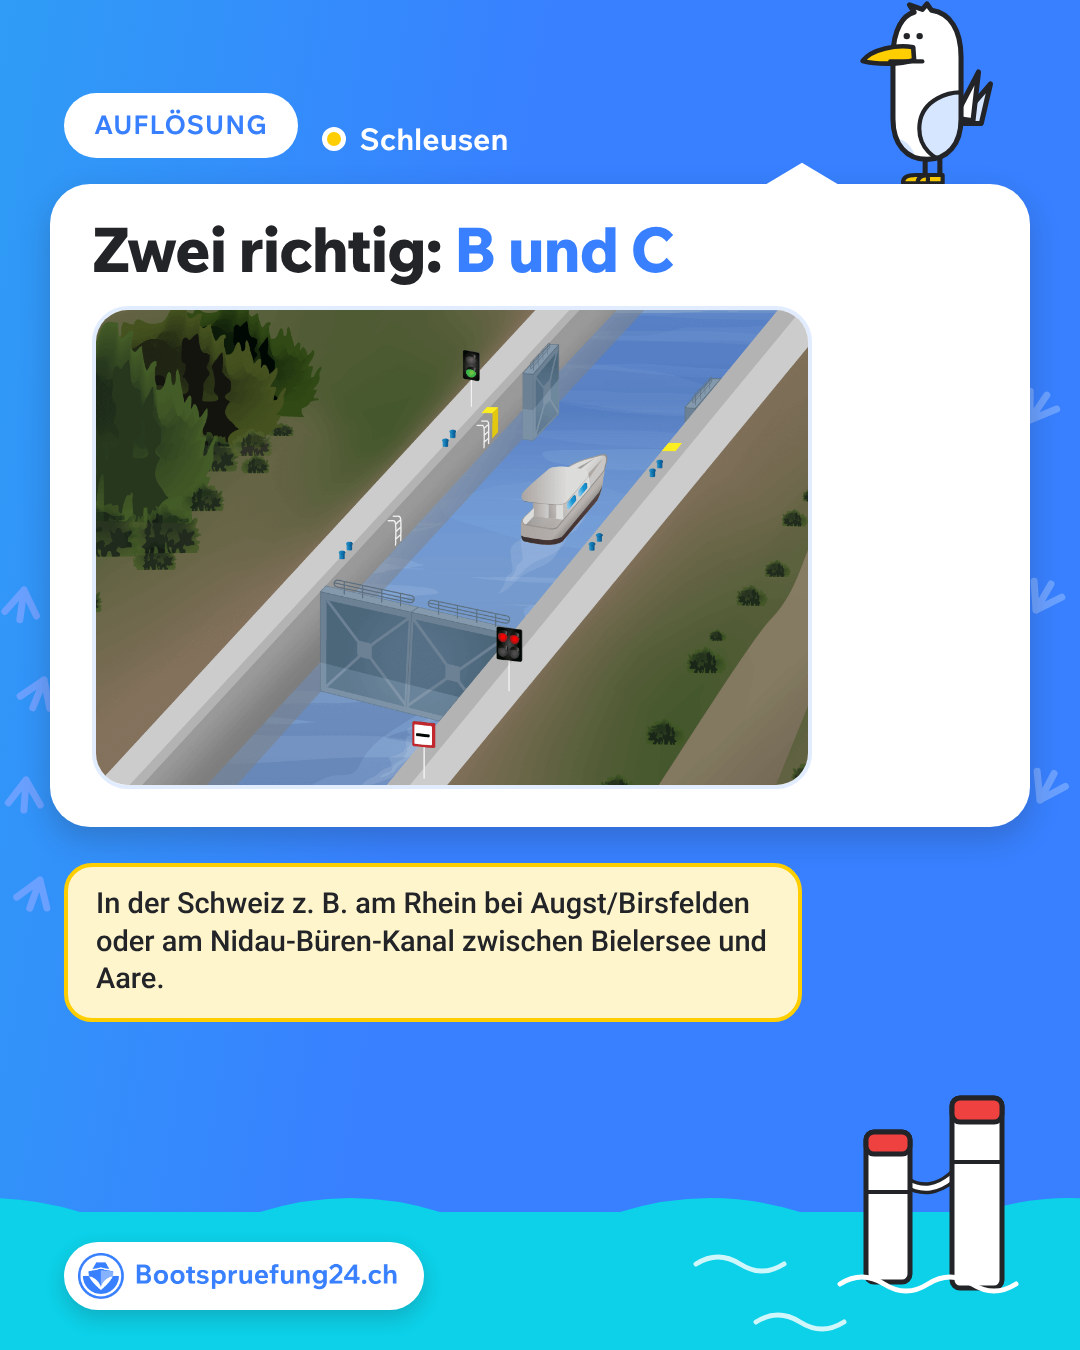 AUFLÖSUNG
Schleusen
Zwei richtig: B und C
In der Schweiz z. B. am Rhein bei Augst/Birsfelden
oder am Nidau-Büren-Kanal zwischen Bielersee und
Aare.
Bootspruefung24.ch